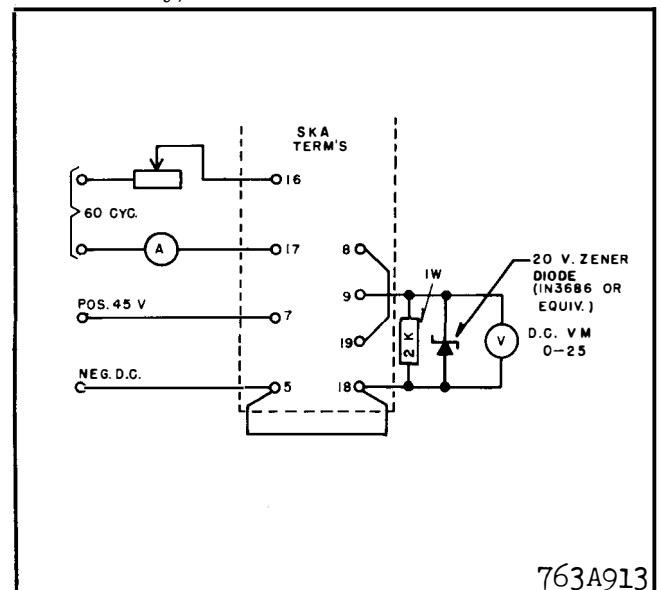 SKA
TERM'S
16
60 CYC.
A
17
8
20 V. ZENER
DIODE
(IN3686 OR
EQUIV.)
1W
9
POS. 45 V
7
2 K
V
D.C. VM
0-25
19
NEG. D.C.
5
18
763A913